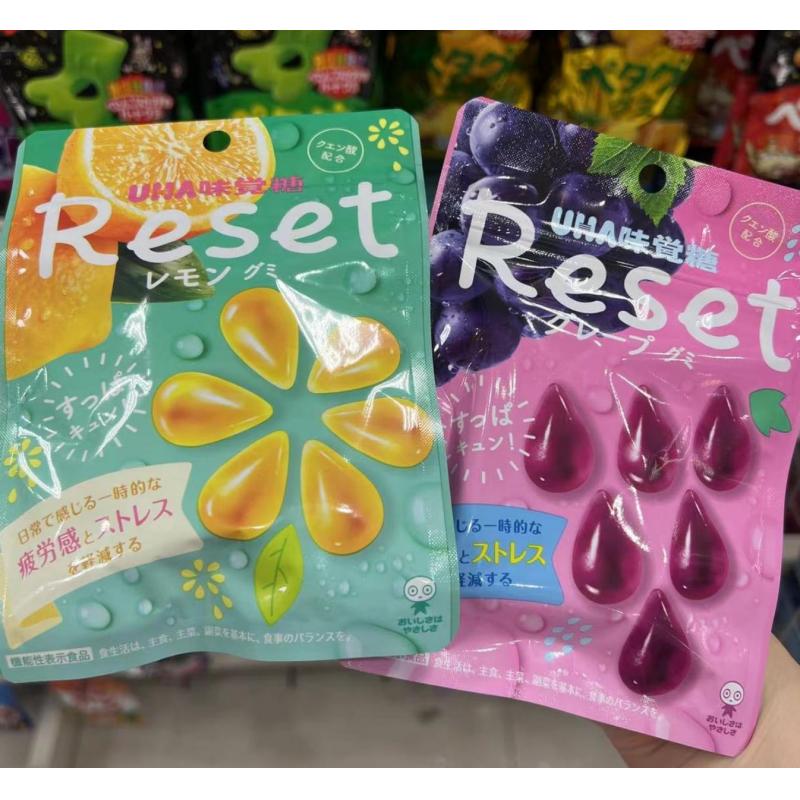 クエン酸
配合
UHA味覚糖
Reset
レモン グミ
すっぱ
キュン
日常で感じる一時的な
疲労感とストレス
を軽減する
おいしさは
やさしさ
機能性表示食品 食生活は、主食、主菜、副菜を基本に、食事のバランスを。
クエン酸
配合
UHA味覚糖
Reset
グレープ グミ
すっぱ
キュン!
じる一時的な
とストレス
軽減する
食品 食生活は、主食、主菜、副菜を基本に、食事のバランスを
おいしさは
やさしさ